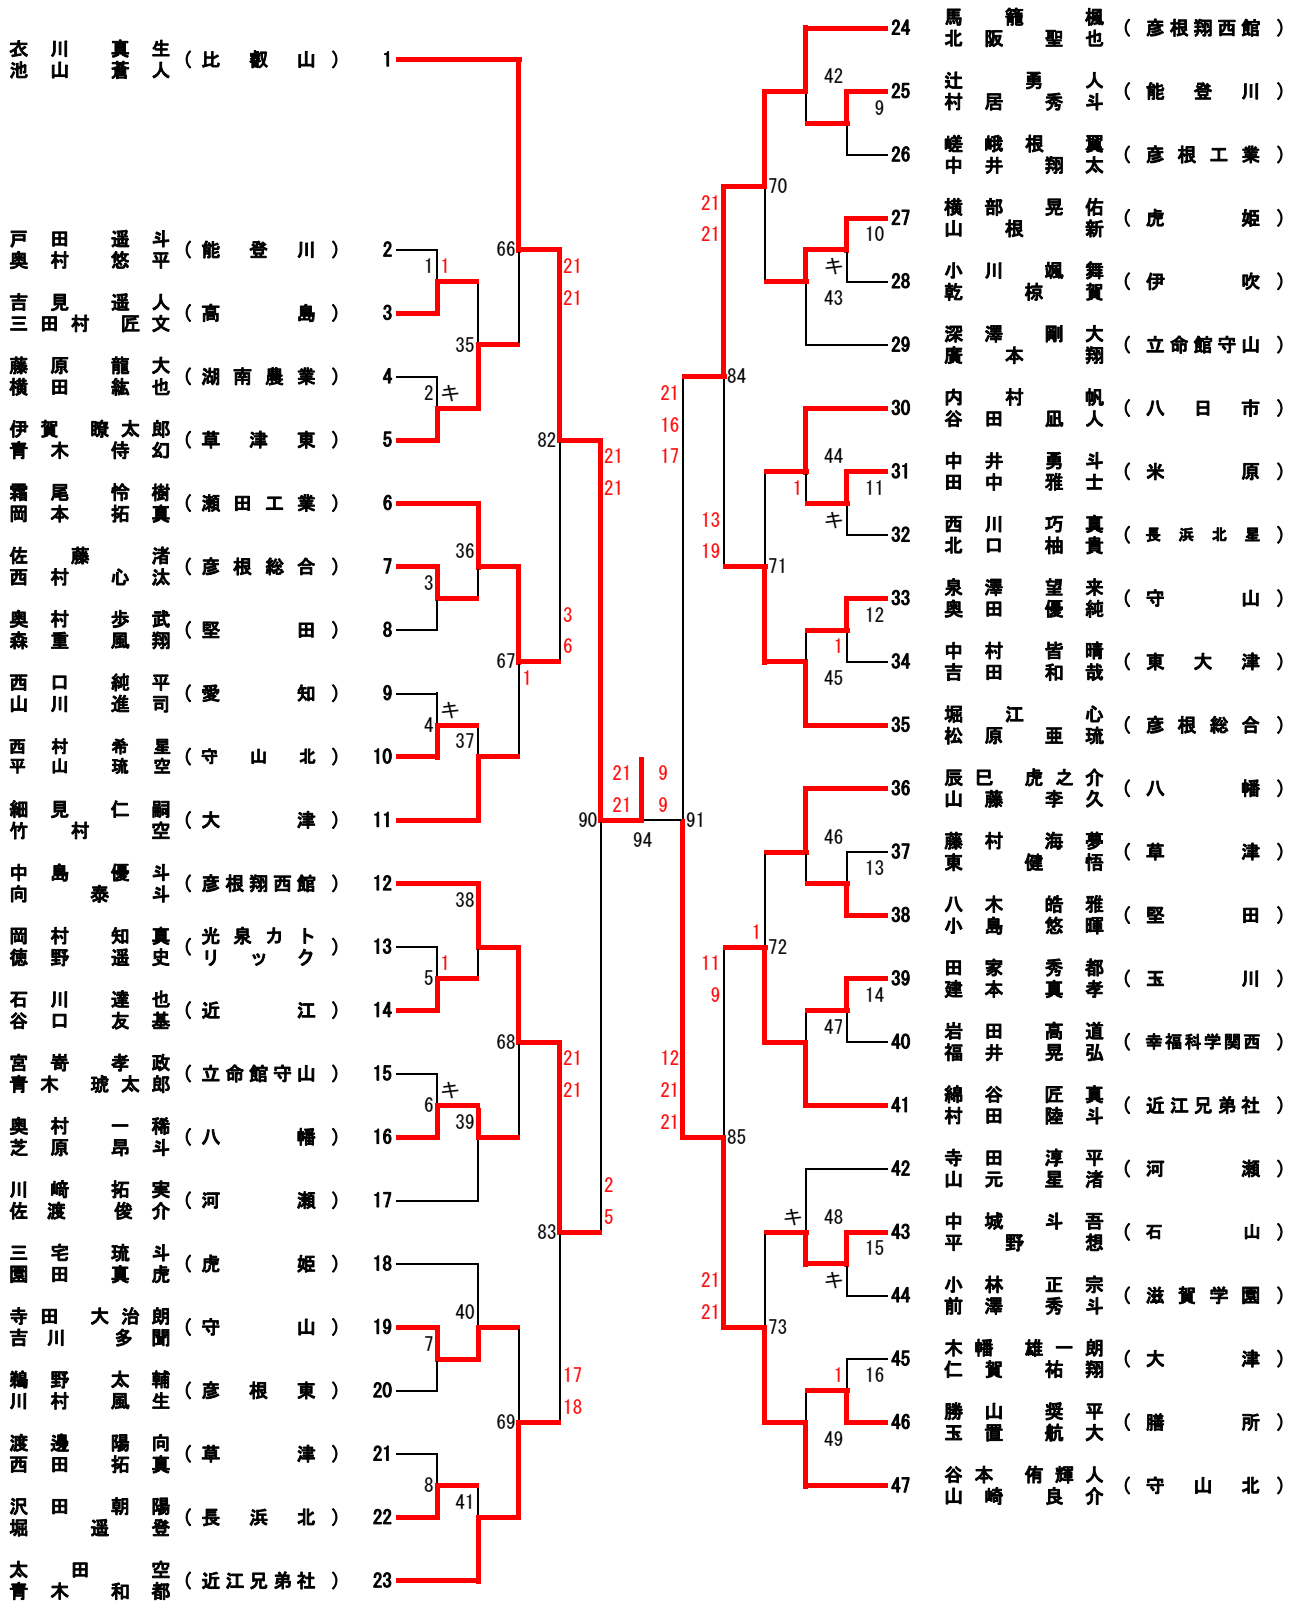 衣川 真生
池山 蒼人
(比叡山) 1
戸田 遥斗
奥村 悠平
(能登川) 2
吉見 遥人
三田村 匠文
(高島) 3
藤原 龍大
横田 紘也
(湖南農業) 4
伊賀 瞭太郎
青木 侍幻
(草津東) 5
霜尾 怜樹
岡本 拓真
(瀬田工業) 6
佐藤 渚
西村 心汰
(彦根総合) 7
奥村 歩武
森重 風翔
(堅田) 8
西口 純平
山川 進司
(愛知) 9
西村 希星
平山 琉空
(守山北) 10
細見 仁嗣
竹村 空
(大津) 11
中島 優斗
向 泰斗
(彦根翔西館) 12
岡村 知真
徳野 遥史
光泉カト
(リック) 13
石川 達也
谷口 友基
(近江) 14
宮嵜 孝政
青木 琥太郎
(立命館守山) 15
奥村 一稀
芝原 昂斗
(八幡) 16
川﨑 拓実
佐渡 俊介
(河瀬) 17
三宅 琉斗
園田 真虎
(虎姫) 18
寺田 大治朗
吉川 多聞
(守山) 19
鵜野 太輔
川村 風生
(彦根東) 20
渡邊 陽向
西田 拓真
(草津) 21
沢田 朝陽
堀 遥登
(長浜北) 22
太田 空
青木 和都
(近江兄弟社) 23
1 1
2 キ
3
4 キ
5 1
6 キ
7
8
35
36
37
38
39
40
41
66
67 1
68
69
21
21
82
3
6
21
21
83
17
18
21
21
90
2
5
21 9
21 9
94
91
21
16
17
12
21
21
84
21
21
13
19
85
11
9
21
21
70
71
1 72
73
42
9
10
キ
43
44
11
1
キ
12
1
45
46
13
14
47
キ 48
15
キ
1 16
49
24 馬籠 楓
北阪 聖也
(彦根翔西館)
25 辻 勇人
村居 秀斗
(能登川)
26 嵯峨根 翼
中井 翔太
(彦根工業)
27 横部 晃佑
山根 新
(虎姫)
28 小川 颯舞
乾 椋賀
(伊吹)
29 深澤 剛大
廣本 翔
(立命館守山)
30 内村 帆
谷田 凪人
(八日市)
31 中井 勇斗
田中 雅士
(米原)
32 西川 巧真
北口 柚貴
(長浜北星)
33 泉澤 望来
奥田 優純
(守山)
34 中村 皆晴
吉田 和哉
(東大津)
35 堀江 心
松原 亜琉
(彦根総合)
36 辰巳 虎之介
山藤 李久
(八幡)
37 藤村 海夢
東 健悟
(草津)
38 八木 皓雅
小島 悠暉
(堅田)
39 田家 秀都
建本 真孝
(玉川)
40 岩田 高道
福井 晃弘
(幸福科学関西)
41 綿谷 匠真
村田 陸斗
(近江兄弟社)
42 寺田 淳平
山元 星渚
(河瀬)
43 中城 斗吾
平野 想
(石山)
44 小林 正宗
前澤 秀斗
(滋賀学園)
45 木幡 雄一朗
仁賀 祐翔
(大津)
46 勝山 奨平
玉置 航大
(膳所)
47 谷本 侑輝人
山崎 良介
(守山北)